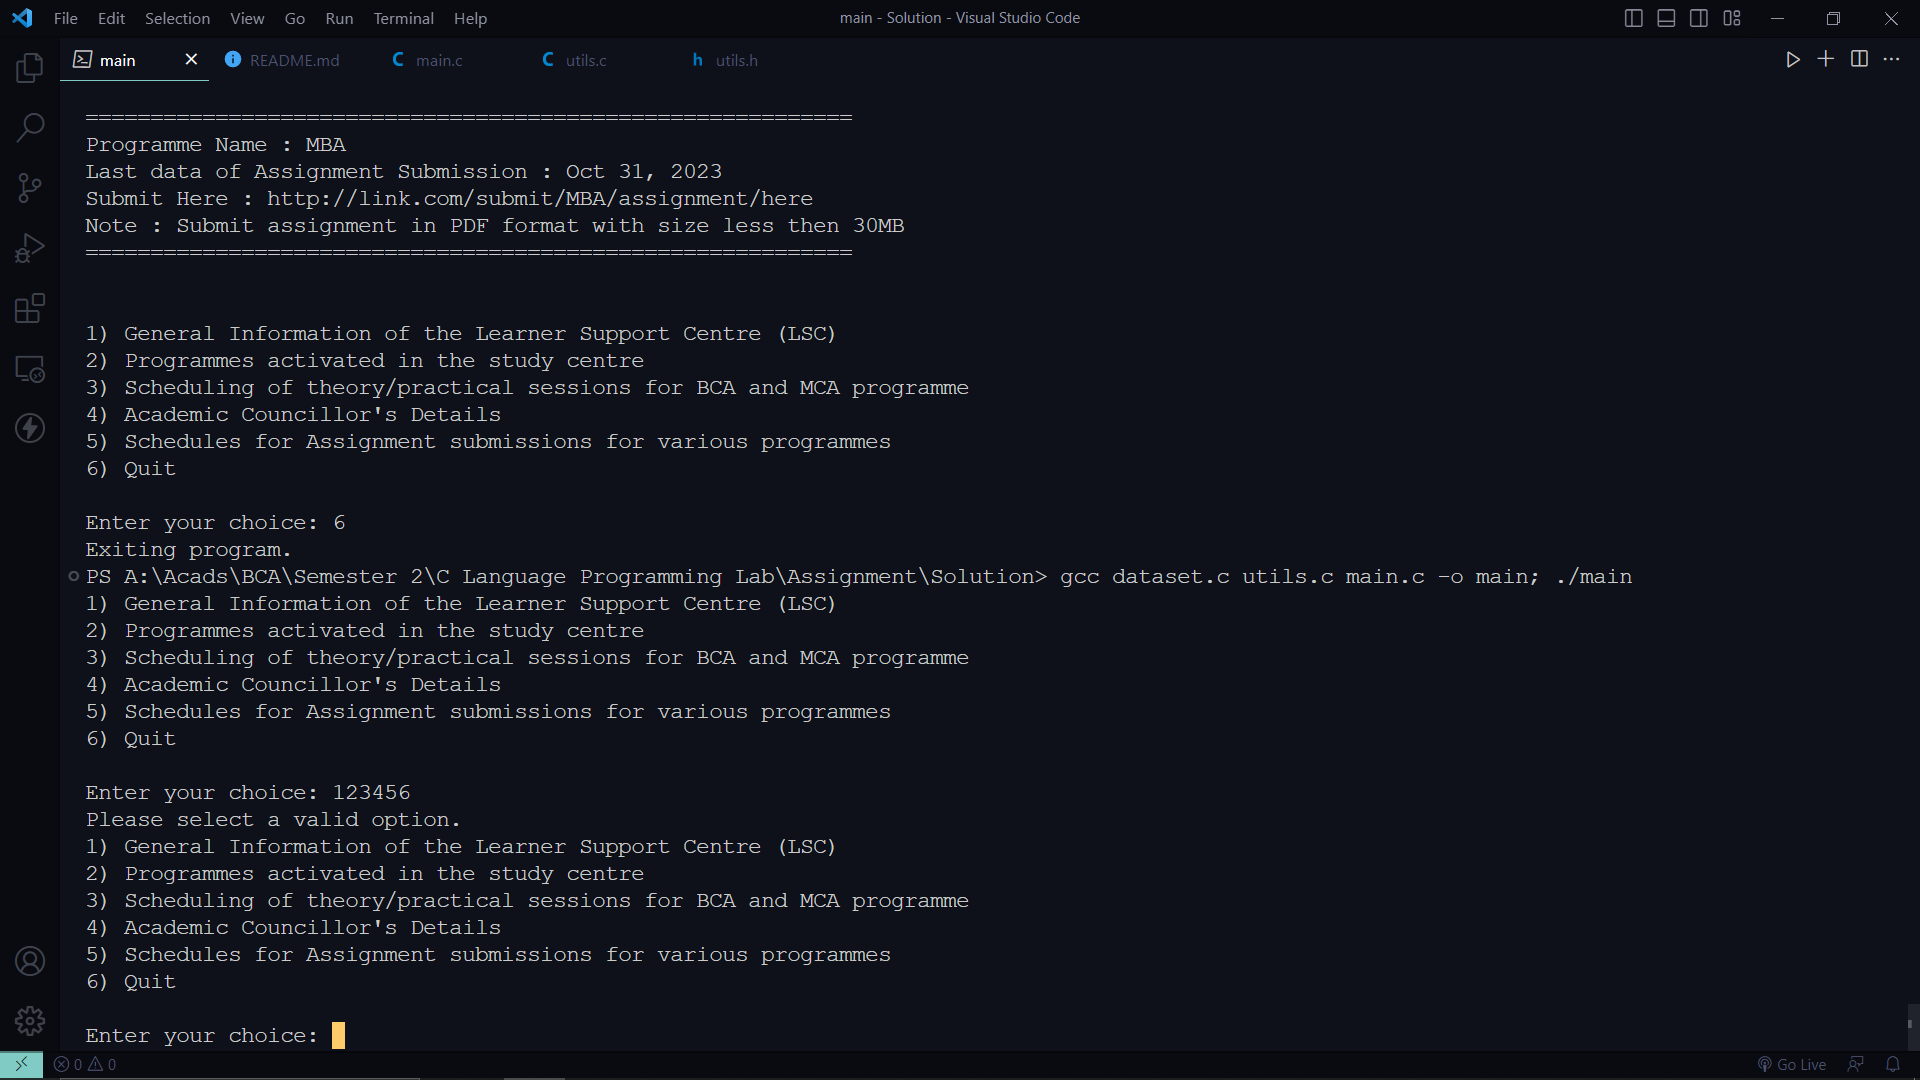 File Edit Selection View Go Run Terminal Help
main - Solution - Visual Studio Code
main README.md C main.c C utils.c h utils.h
===========================================================
Programme Name : MBA
Last data of Assignment Submission : Oct 31, 2023
Submit Here : http://link.com/submit/MBA/assignment/here
Note : Submit assignment in PDF format with size less then 30MB
===========================================================
1) General Information of the Learner Support Centre (LSC)
2) Programmes activated in the study centre
3) Scheduling of theory/practical sessions for BCA and MCA programme
4) Academic Councillor's Details
5) Schedules for Assignment submissions for various programmes
6) Quit
Enter your choice: 6
Exiting program.
PS A:\Acads\BCA\Semester 2\C Language Programming Lab\Assignment\Solution> gcc dataset.c utils.c main.c -o main; ./main
1) General Information of the Learner Support Centre (LSC)
2) Programmes activated in the study centre
3) Scheduling of theory/practical sessions for BCA and MCA programme
4) Academic Councillor's Details
5) Schedules for Assignment submissions for various programmes
6) Quit
Enter your choice: 123456
Please select a valid option.
1) General Information of the Learner Support Centre (LSC)
2) Programmes activated in the study centre
3) Scheduling of theory/practical sessions for BCA and MCA programme
4) Academic Councillor's Details
5) Schedules for Assignment submissions for various programmes
6) Quit
Enter your choice:
0 0 Go Live